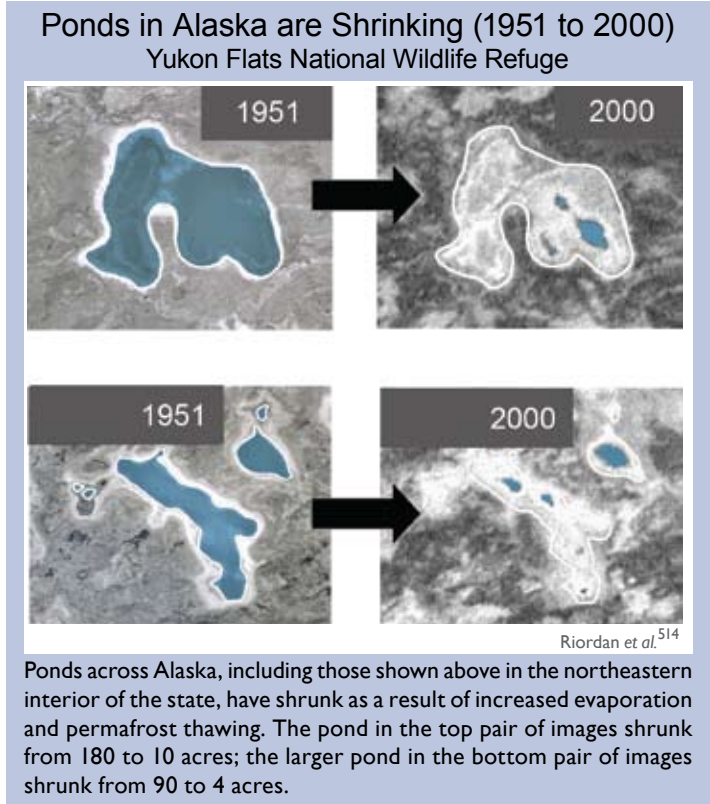 Ponds in Alaska are Shrinking (1951 to 2000)
Yukon Flats National Wildlife Refuge
1951
2000
1951
2000
Riordan et al.514
Ponds across Alaska, including those shown above in the northeastern
interior of the state, have shrunk as a result of increased evaporation
and permafrost thawing. The pond in the top pair of images shrunk
from 180 to 10 acres; the larger pond in the bottom pair of images
shrunk from 90 to 4 acres.